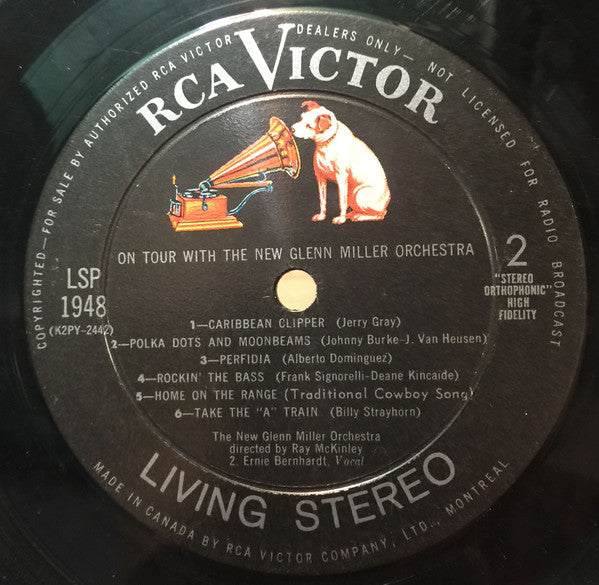 COPYRIGHTED—FOR SALE BY AUTHORIZED RCA VICTOR DEALERS ONLY— NOT LICENSED FOR RADIO BROADCAST
RCA VICTOR
ON TOUR WITH THE NEW GLENN MILLER ORCHESTRA
LSP
1948
(K2PY-2442)
2
"STEREO
ORTHOPHONIC"
HIGH
FIDELITY
1—CARIBBEAN CLIPPER (Jerry Gray)
2—POLKA DOTS AND MOONBEAMS (Johnny Burke-J. Van Heusen)
3—PERFIDIA (Alberto Dominguez)
4—ROCKIN' THE BASS (Frank Signorelli-Deane Kincaide)
5—HOME ON THE RANGE (Traditional Cowboy Song)
6—TAKE THE "A" TRAIN (Billy Strayhorn)
The New Glenn Miller Orchestra
directed by Ray McKinley
2. Ernie Bernhardt, Vocal
LIVING STEREO
MADE IN CANADA BY RCA VICTOR COMPANY, LTD., MONTREAL